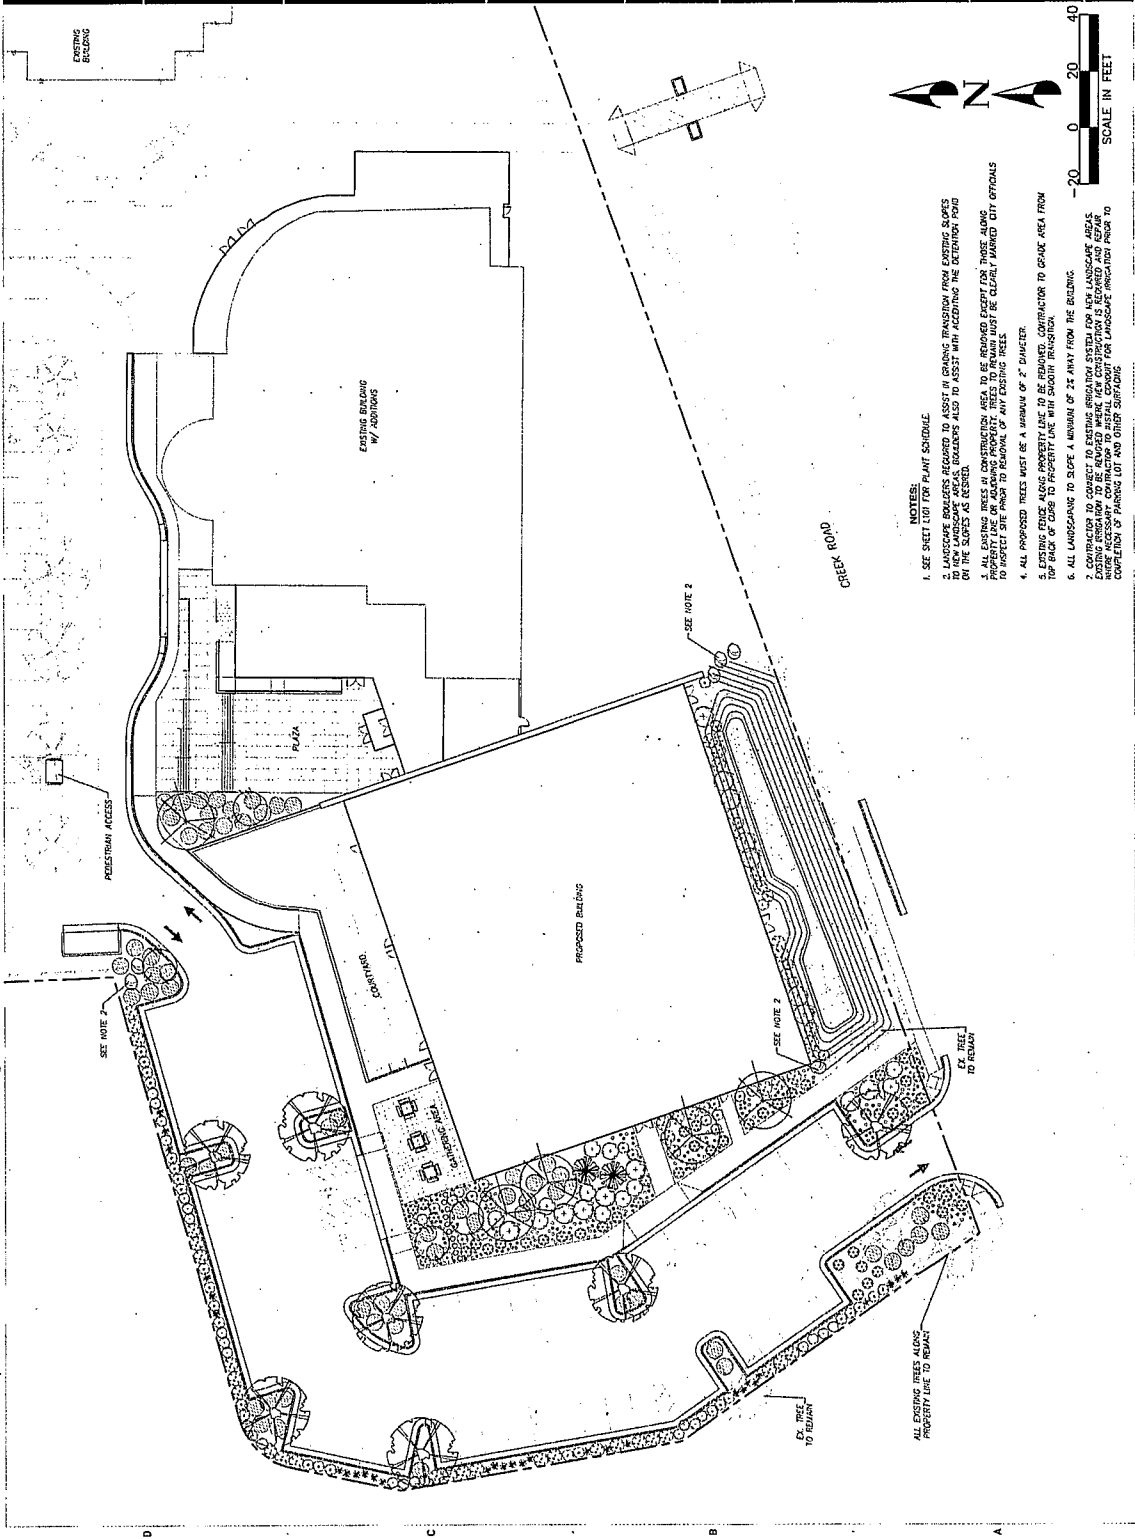 EXISTING
BUILDING
EXISTING BUILDING
W/ ADDITIONS
PLAZA
PEDESTRIAN ACCESS
SEE NOTE 2
COURTYARD
PROPOSED BUILDING
SEE NOTE 2
SEE NOTE 2
CREEK ROAD
EX. TREE
TO REMAIN
EX. TREE
TO REMAIN
ALL EXISTING TREES ALONG
PROPERTY LINE TO REMAIN
NOTES:
1. SEE SHEET L101 FOR PLANT SCHEDULE.
2. LANDSCAPE BOULDERS REQUIRED TO ASSIST IN GRADING TRANSITION FROM EXISTING SLOPES
TO NEW LANDSCAPE AREAS. BOULDERS ALSO TO ASSIST WITH ACCENTING THE DETENTION POND
ON THE SLOPES AS DESIRED.
3. ALL EXISTING TREES IN CONSTRUCTION AREA TO BE REMOVED EXCEPT FOR THOSE ALONG
PROPERTY LINE OR ADJOINING PROPERTY. TREES TO REMAIN MUST BE CLEARLY MARKED CITY OFFICIALS
TO INSPECT SITE PRIOR TO REMOVAL OF ANY EXISTING TREES.
4. ALL PROPOSED TREES MUST BE A MINIMUM OF 2" DIAMETER.
5. EXISTING FENCE ALONG PROPERTY LINE TO BE REMOVED. CONTRACTOR TO GRADE AREA FROM
TOP BACK OF CURB TO PROPERTY LINE WITH SMOOTH TRANSITION.
6. ALL LANDSCAPING TO SLOPE A MINIMUM OF 2% AWAY FROM THE BUILDING.
7. CONTRACTOR TO CONNECT TO EXISTING IRRIGATION SYSTEM FOR NEW LANDSCAPE AREAS.
EXISTING IRRIGATION TO BE REMOVED WHERE NEW CONSTRUCTION IS REQUIRED AND REPAIR
WHERE NECESSARY. CONTRACTOR TO INSTALL CONDUIT FOR LANDSCAPE IRRIGATION PRIOR TO
COMPLETION OF PARKING LOT AND OTHER SURFACING.
N
-20 0 20 40
SCALE IN FEET
D
C
B
A